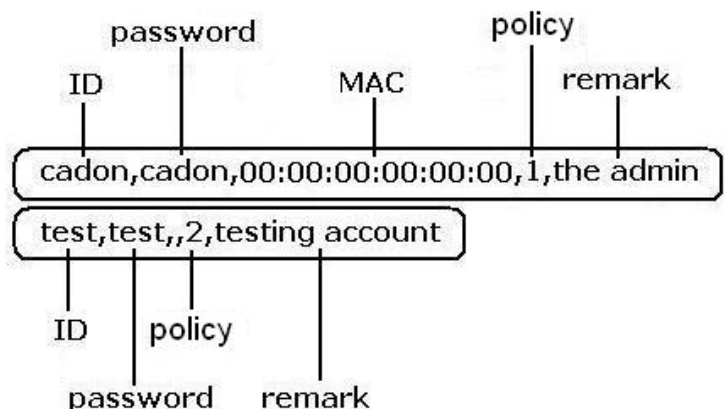 password
policy
ID
MAC
remark
cadon,cadon,00:00:00:00:00:00,1,the admin
test,test,,2,testing account
ID
policy
password
remark